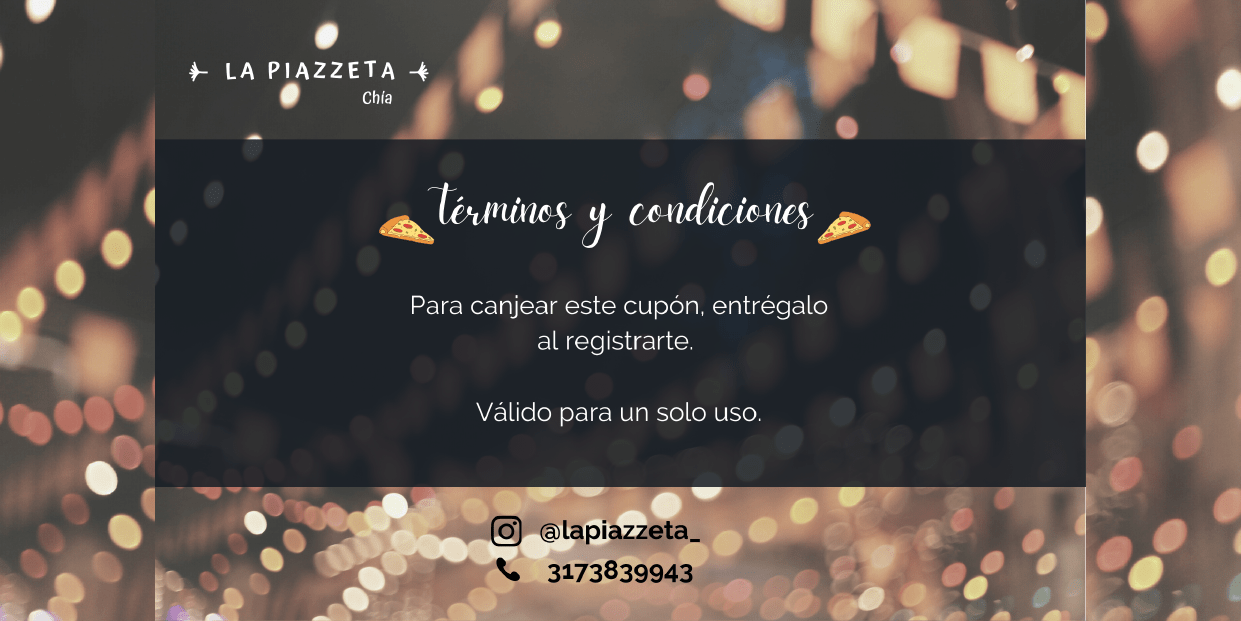 LA PIAZZETA
Chía
términos y condiciones
Para canjear este cupón, entrégalo
al registrarte.
Válido para un solo uso.
@lapiazzeta_
3173839943